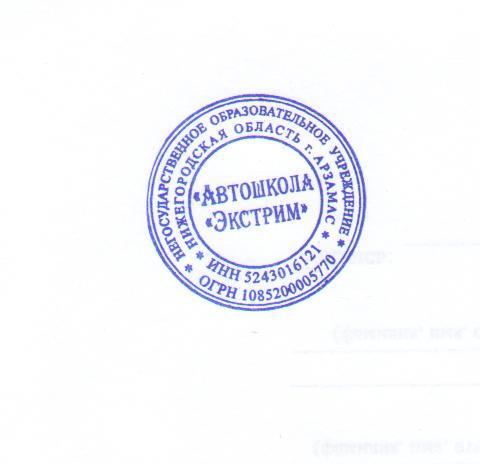 * НЕГОСУДАРСТВЕННОЕ ОБРАЗОВАТЕЛЬНОЕ УЧРЕЖДЕНИЕ *
ОГРН 1085200005770
* НИЖЕГОРОДСКАЯ ОБЛАСТЬ г. АРЗАМАС *
ИНН 5243016121
«АВТОШКОЛА
«ЭКСТРИМ»